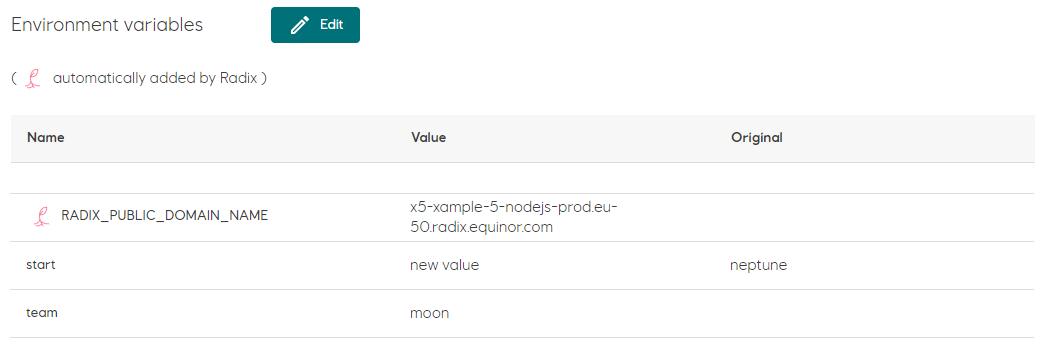 Environment variables
Edit
( automatically added by Radix )
Name Value Original
RADIX_PUBLIC_DOMAIN_NAME x5-xample-5-nodejs-prod.eu-
50.radix.equinor.com
start new value neptune
team moon